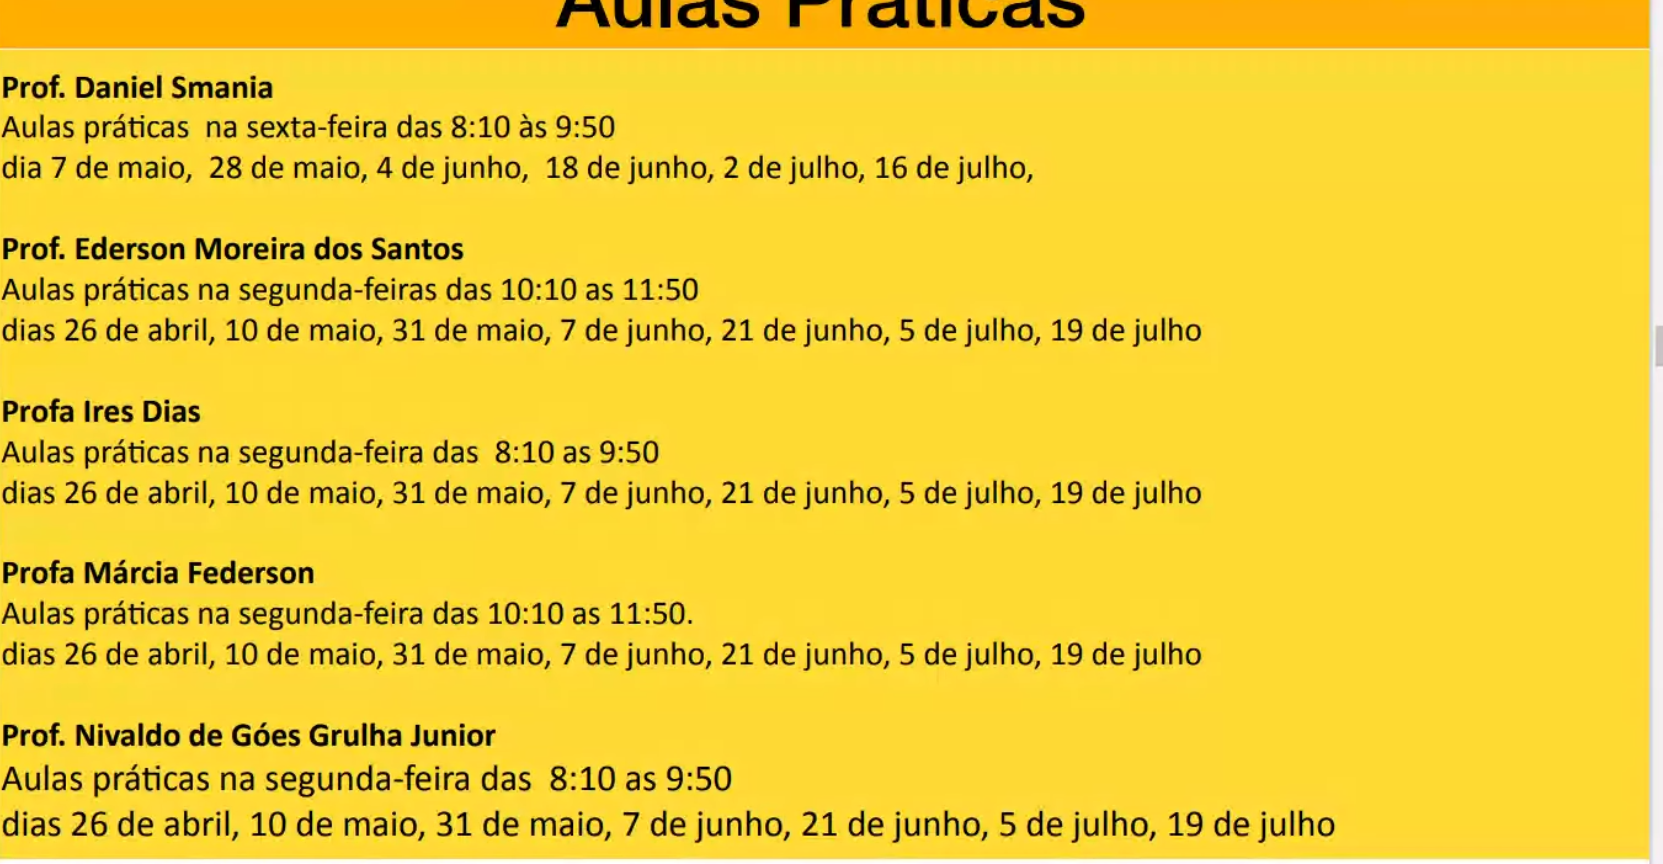 Aulas Práticas
Prof. Daniel Smania
Aulas práticas  na sexta-feira das 8:10 às 9:50
dia 7 de maio,  28 de maio, 4 de junho,  18 de junho, 2 de julho, 16 de julho,
Prof. Ederson Moreira dos Santos
Aulas práticas na segunda-feiras das 10:10 as 11:50
dias 26 de abril, 10 de maio, 31 de maio, 7 de junho, 21 de junho, 5 de julho, 19 de julho
Profa Ires Dias
Aulas práticas na segunda-feira das  8:10 as 9:50
dias 26 de abril, 10 de maio, 31 de maio, 7 de junho, 21 de junho, 5 de julho, 19 de julho
Profa Márcia Federson
Aulas práticas na segunda-feira das 10:10 as 11:50.
dias 26 de abril, 10 de maio, 31 de maio, 7 de junho, 21 de junho, 5 de julho, 19 de julho
Prof. Nivaldo de Góes Grulha Junior
Aulas práticas na segunda-feira das  8:10 as 9:50
dias 26 de abril, 10 de maio, 31 de maio, 7 de junho, 21 de junho, 5 de julho, 19 de julho